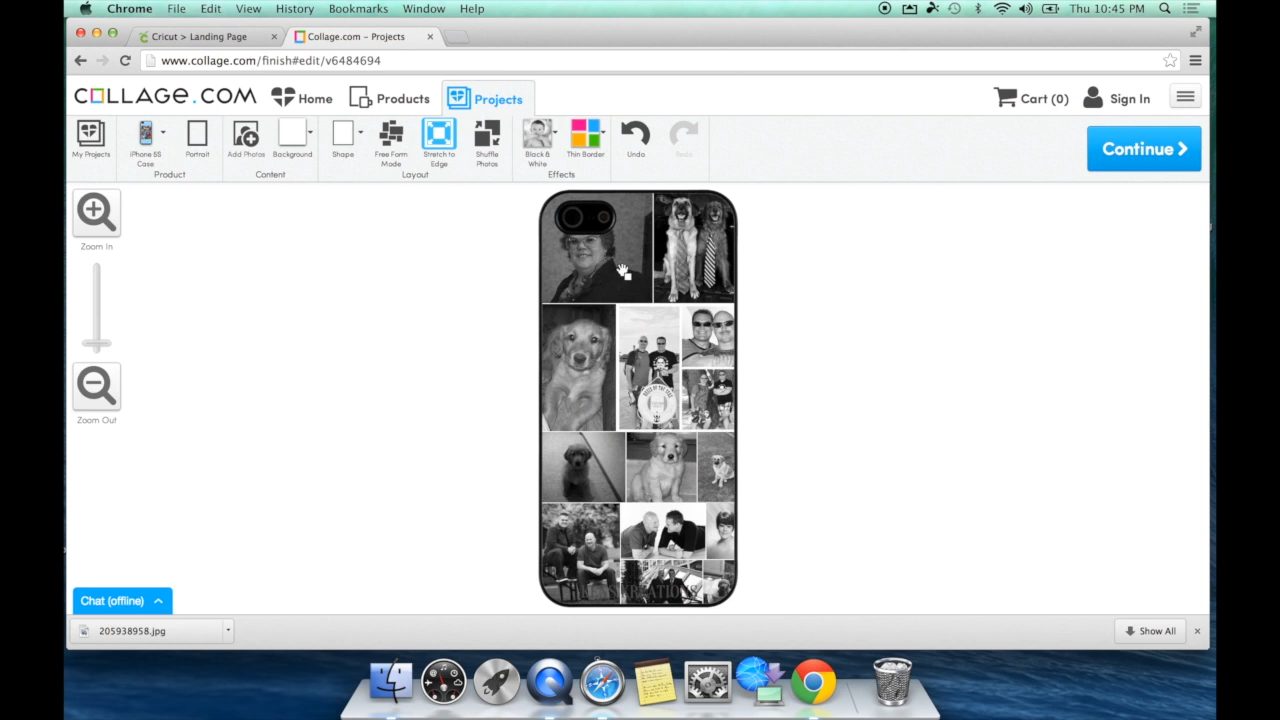 Chrome File Edit View History Bookmarks Window Help Thu 10:45 PM
Cricut > Landing Page Collage.com - Projects
www.collage.com/finish#edit/v6484694
COLLAGE.COM Home Products Projects Cart (0) Sign In
My Projects iPhone 5S Case Portrait Add Photos Background Shape Free Form Mode Stretch to Edge Shuffle Photos Black & White Thin Border Undo Redo
Product Content Layout Effects
Continue
Zoom In
Zoom Out
Chat (offline)
205938958.jpg Show All